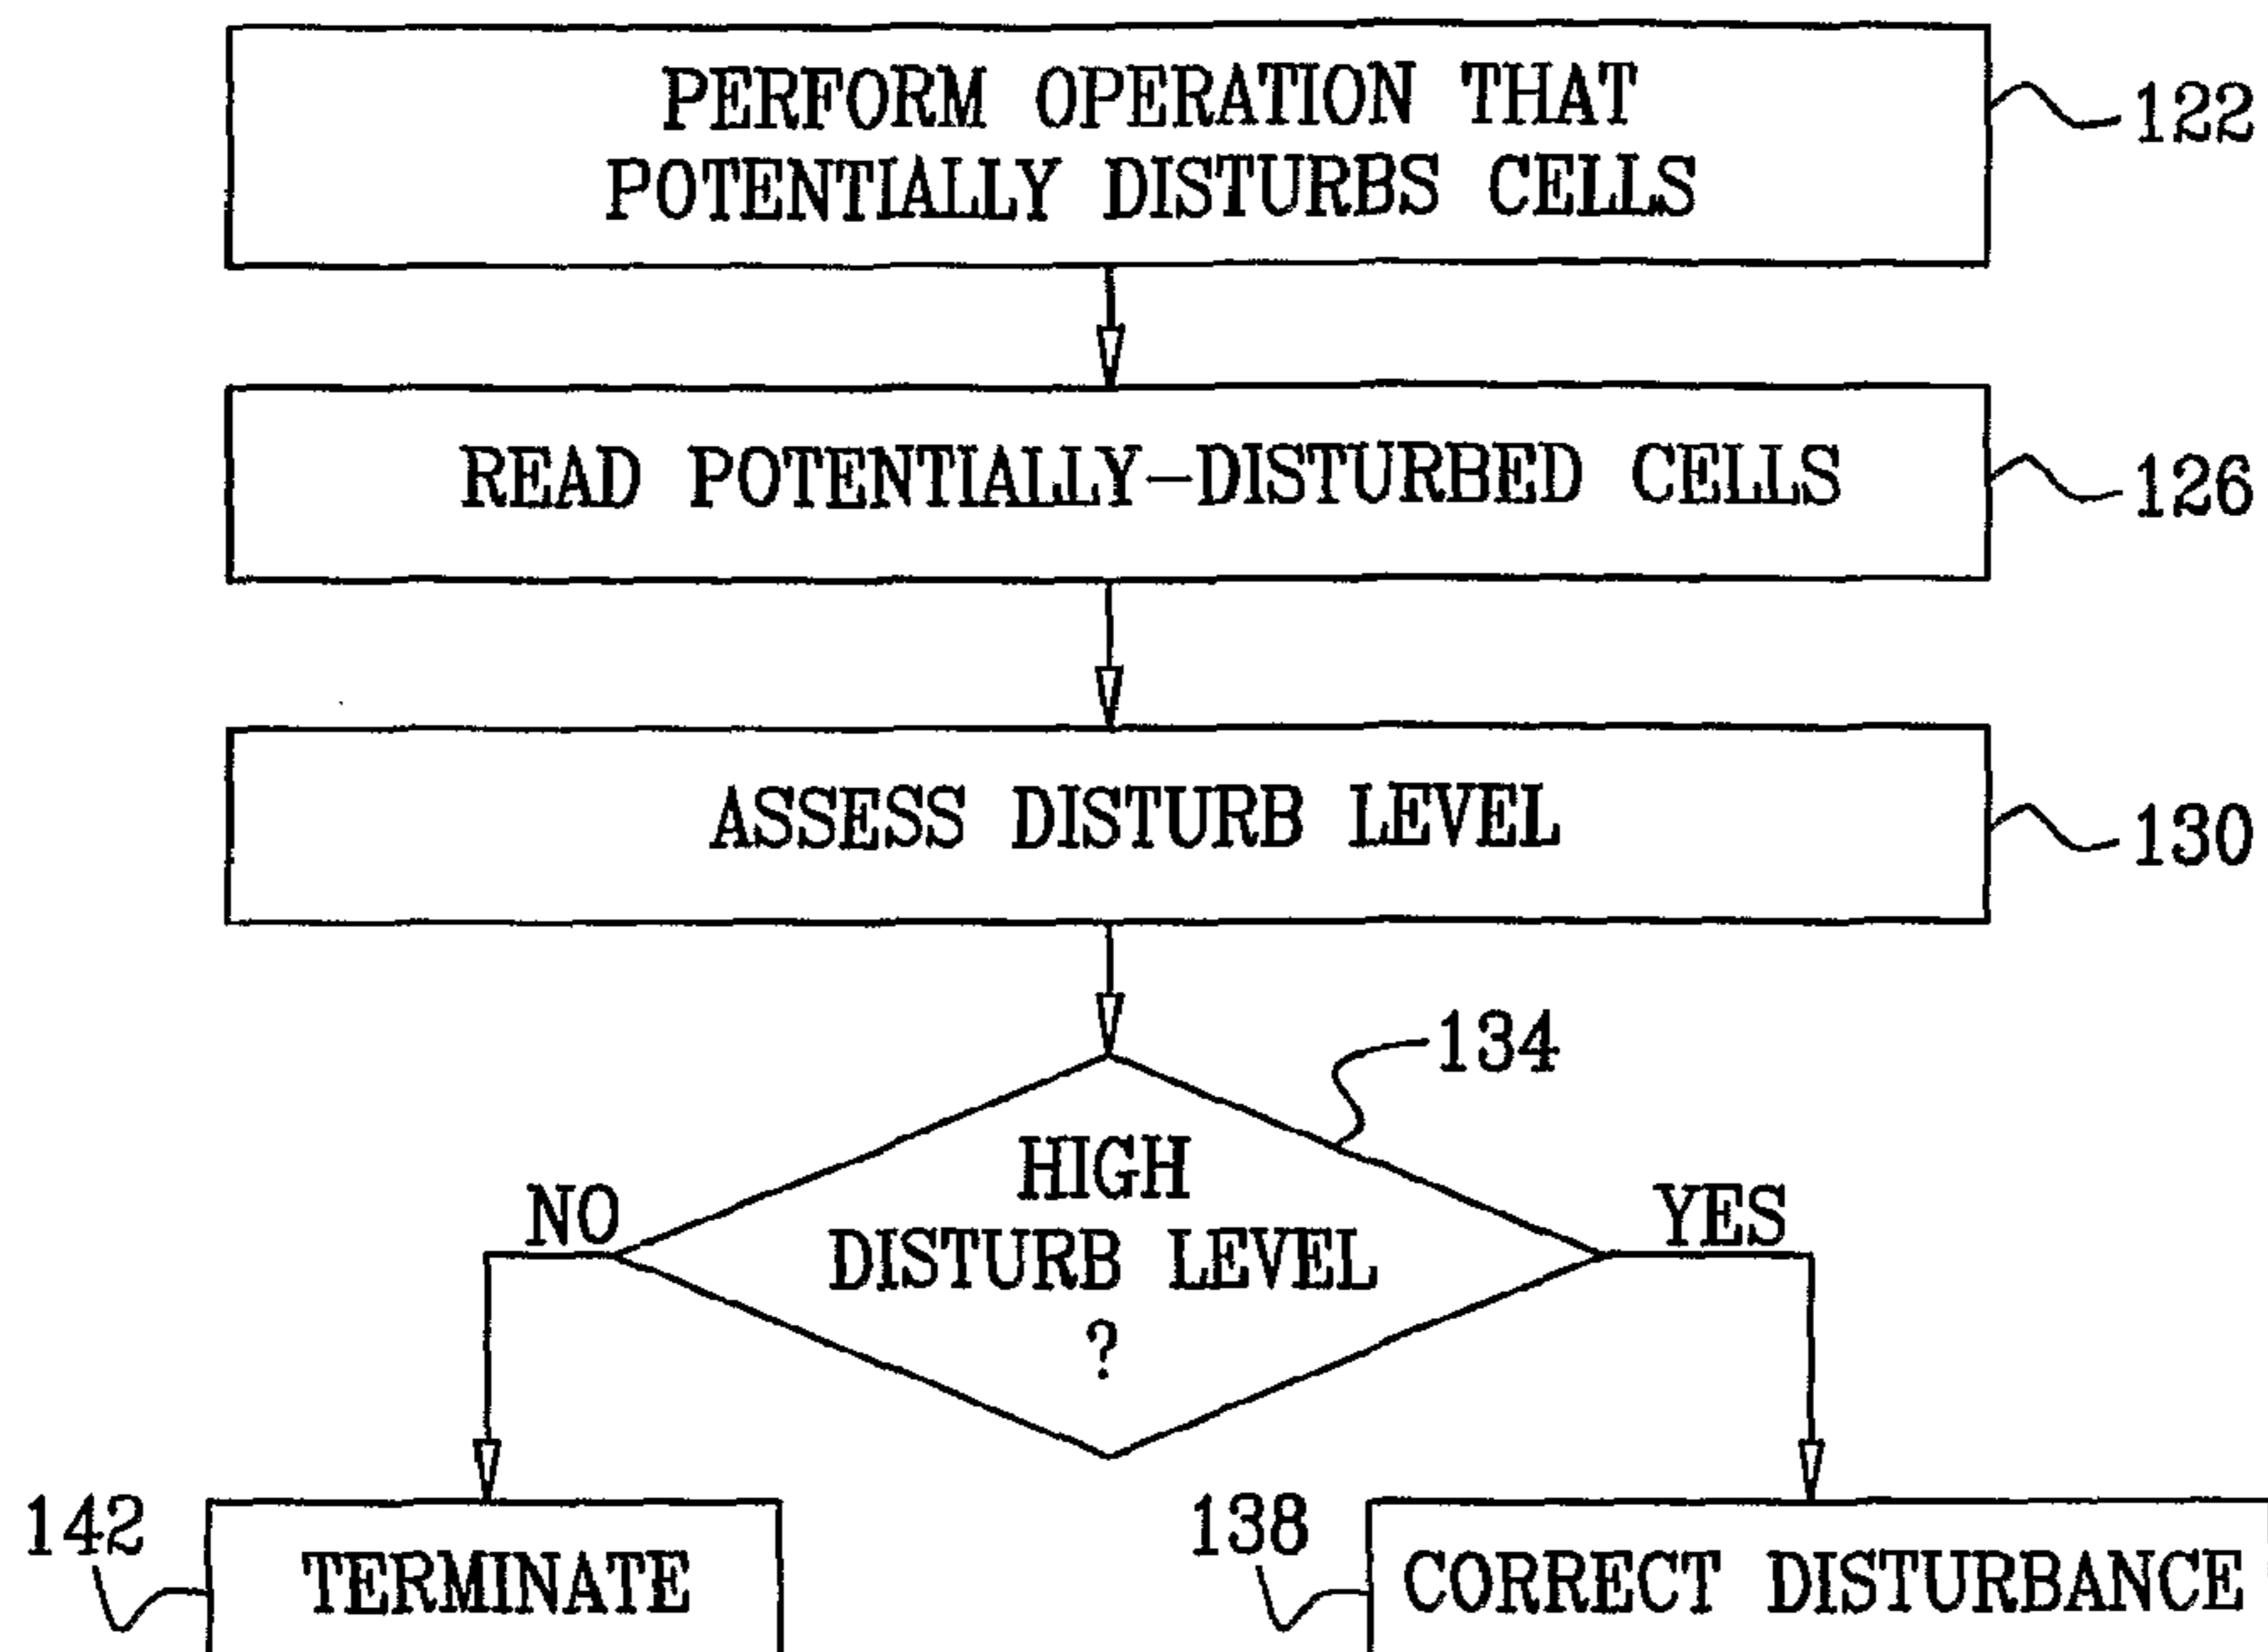 PERFORM OPERATION THAT
POTENTIALLY DISTURBS CELLS
122
READ POTENTIALLY-DISTURBED CELLS
126
ASSESS DISTURB LEVEL
130
134
HIGH
DISTURB LEVEL
?
NO
YES
142
TERMINATE
138
CORRECT DISTURBANCE